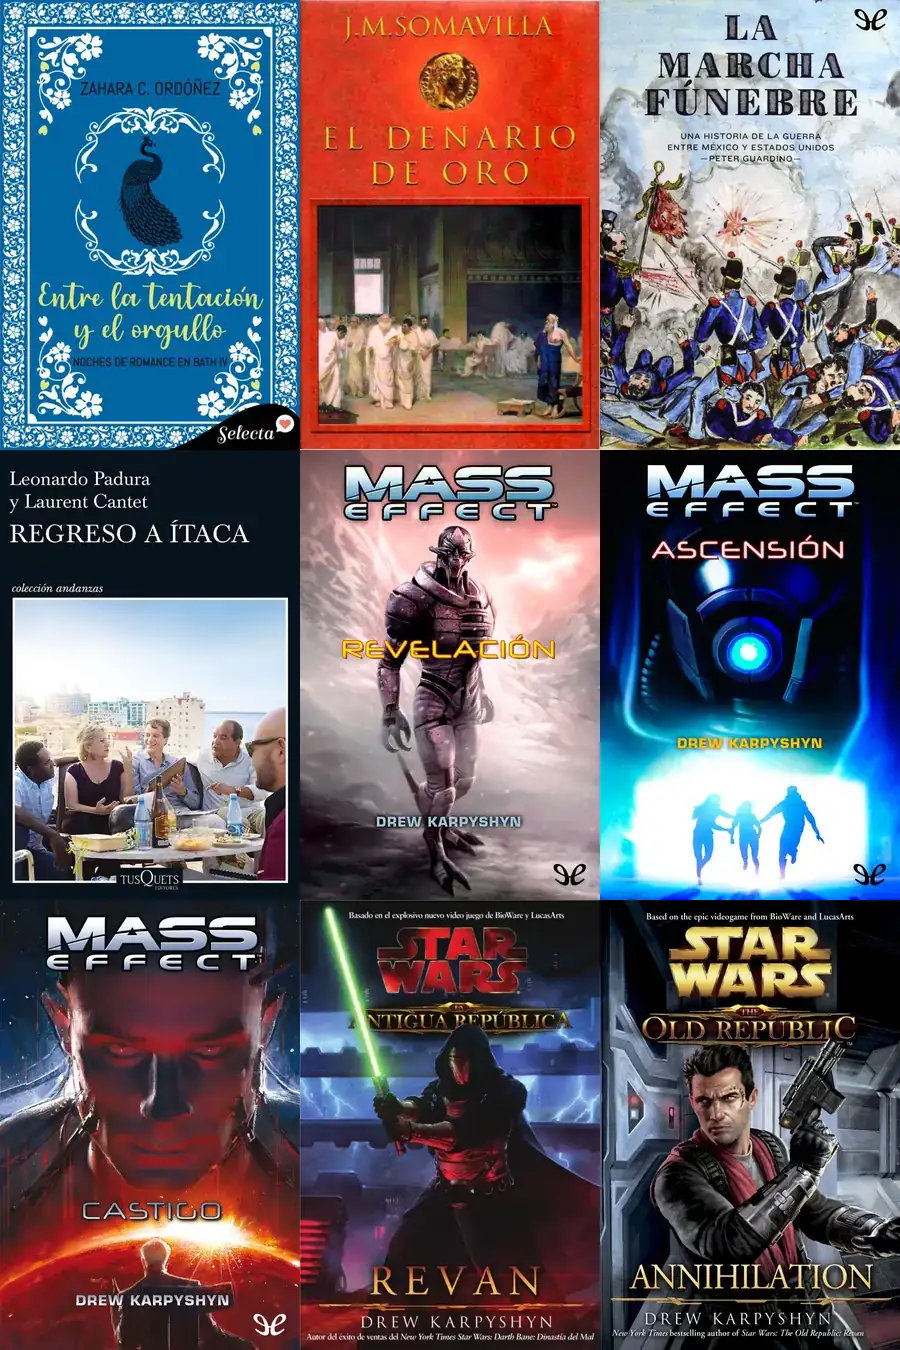 ZAHARA C. ORDÓÑEZ
Entre la tentación
y el orgullo
NOCHES DE ROMANCE EN BATH IV
Selecta
J.M.SOMAVILLA
EL DENARIO
DE ORO
LA
MARCHA
FÚNEBRE
UNA HISTORIA DE LA GUERRA
ENTRE MÉXICO Y ESTADOS UNIDOS
—PETER GUARDINO—
Leonardo Padura
y Laurent Cantet
REGRESO A ÍTACA
colección andanzas
TUSQUETS
EDITORES
MASS
EFFECT™
REVELACIÓN
DREW KARPYSHYN
MASS
EFFECT™
ASCENSIÓN
DREW KARPYSHYN
MASS
EFFECT
CASTIGO
DREW KARPYSHYN
Basado en el explosivo nuevo video juego de BioWare y LucasArts
STAR
WARS
LA
ANTIGUA REPÚBLICA
REVAN
DREW KARPYSHYN
Autor del éxito de ventas del New York Times Star Wars: Darth Bane: Dinastía del Mal
Based on the epic videogame from BioWare and LucasArts
STAR
WARS
THE
OLD REPUBLIC™
ANNIHILATION
DREW KARPYSHYN
New York Times bestselling author of Star Wars: The Old Republic: Revan